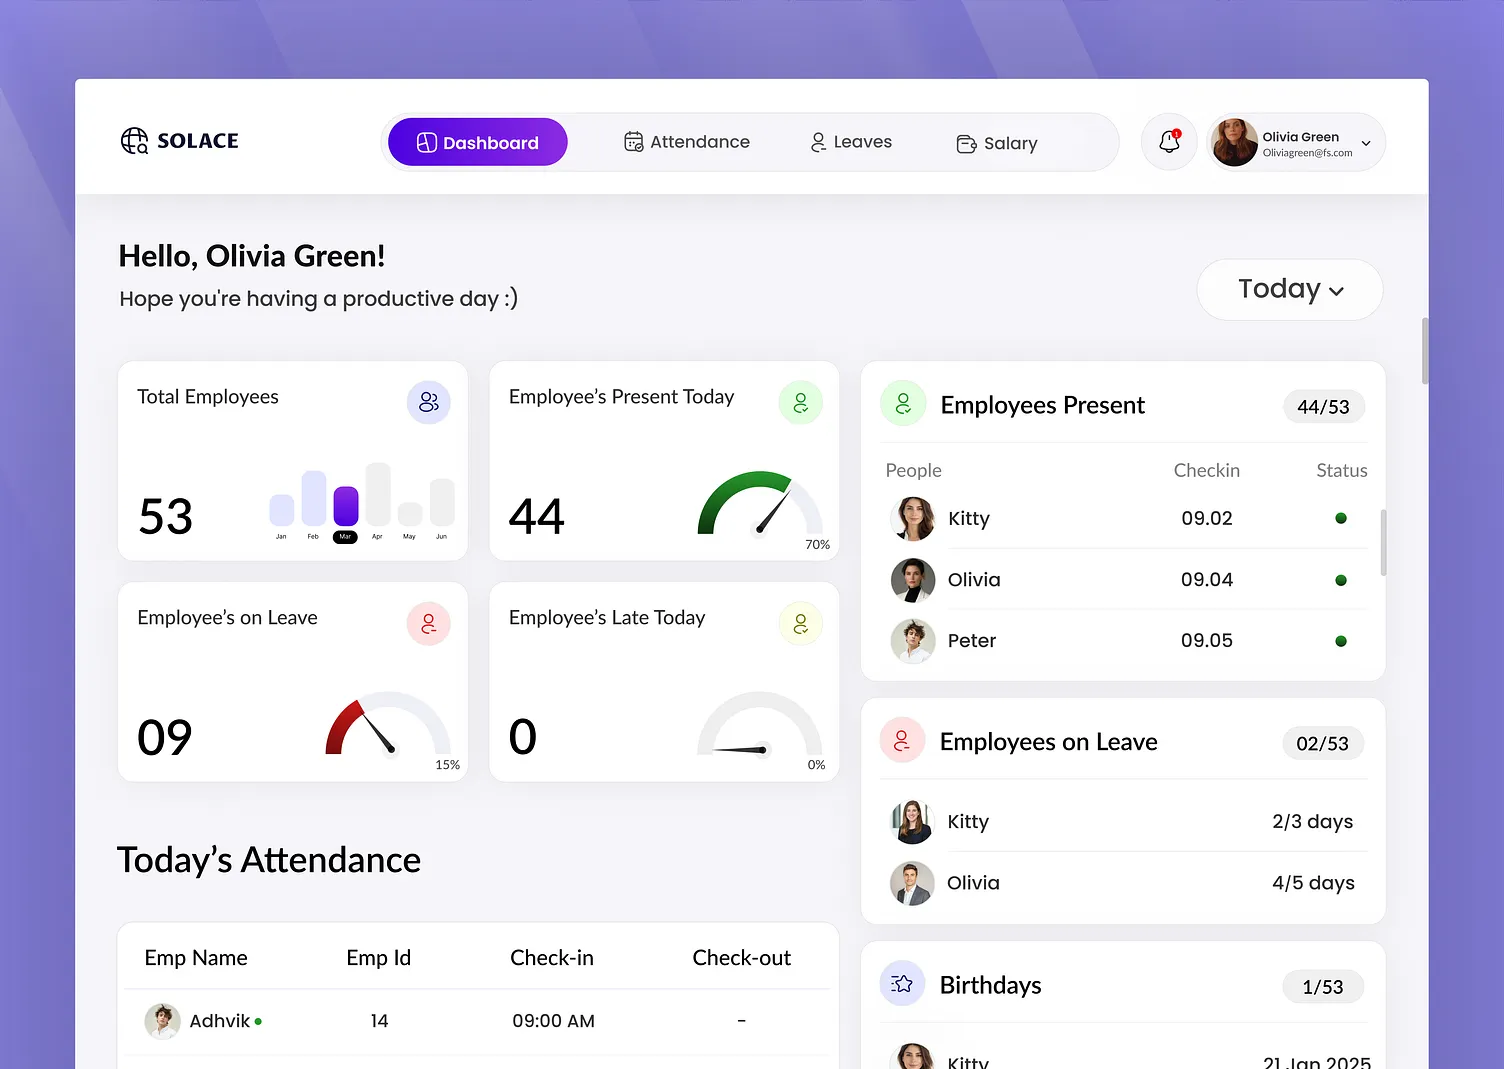 SOLACE
Dashboard
Attendance
Leaves
Salary
1
Olivia Green
Oliviagreen@fs.com
Hello, Olivia Green!
Hope you're having a productive day :)
Today
Total Employees
53
Jan Feb Mar Apr May Jun
Employee’s Present Today
44
70%
Employee’s on Leave
09
15%
Employee’s Late Today
0
0%
Employees Present 44/53
People Checkin Status
Kitty 09.02
Olivia 09.04
Peter 09.05
Employees on Leave 02/53
Kitty 2/3 days
Olivia 4/5 days
Birthdays 1/53
Kitty 21 Jan 2025
Today’s Attendance
Emp Name Emp Id Check-in Check-out
Adhvik 14 09:00 AM -